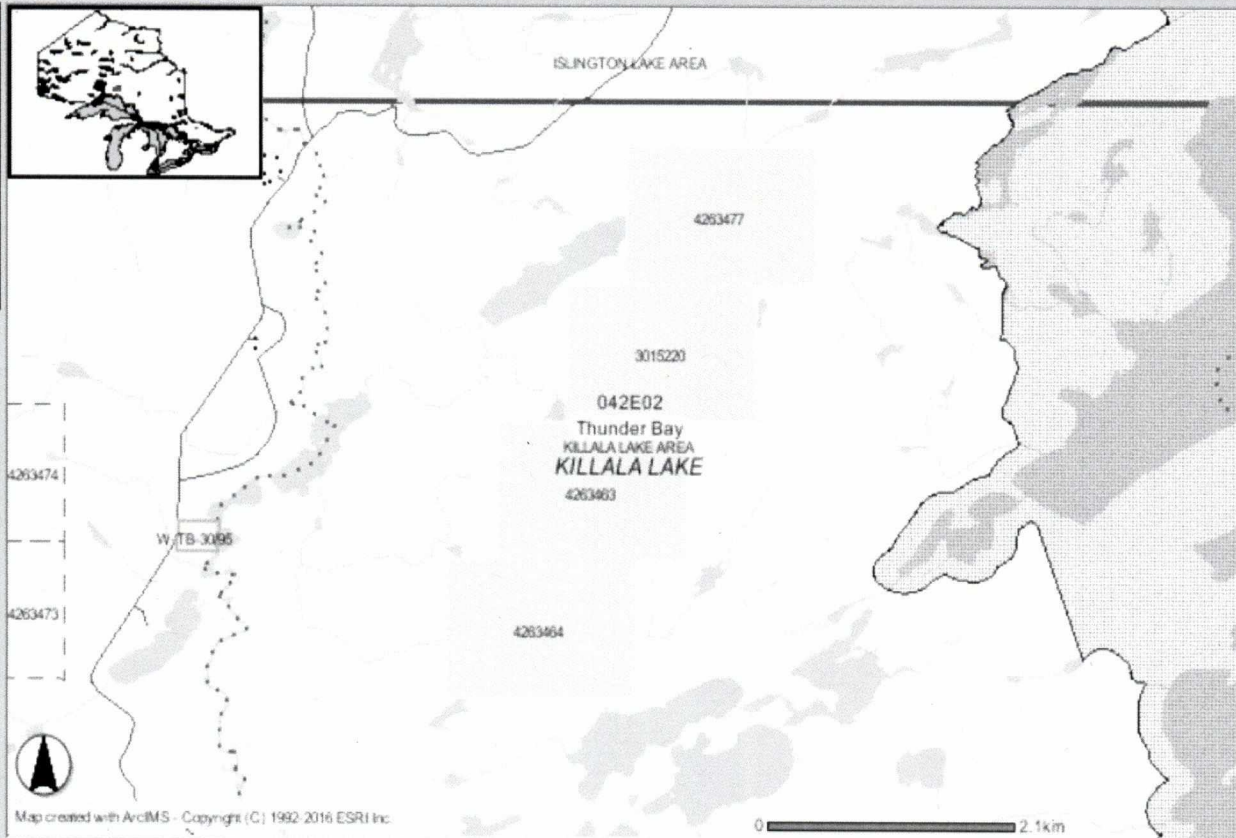 ISLINGTON LAKE AREA
4263477
3015220
042E02
Thunder Bay
KILLALA LAKE AREA
KILLALA LAKE
4263463
4263474
W-TB-30/95
4263473
4263464
Map created with ArcIMS - Copyright (C) 1992-2016 ESRI Inc.
0 2.1km